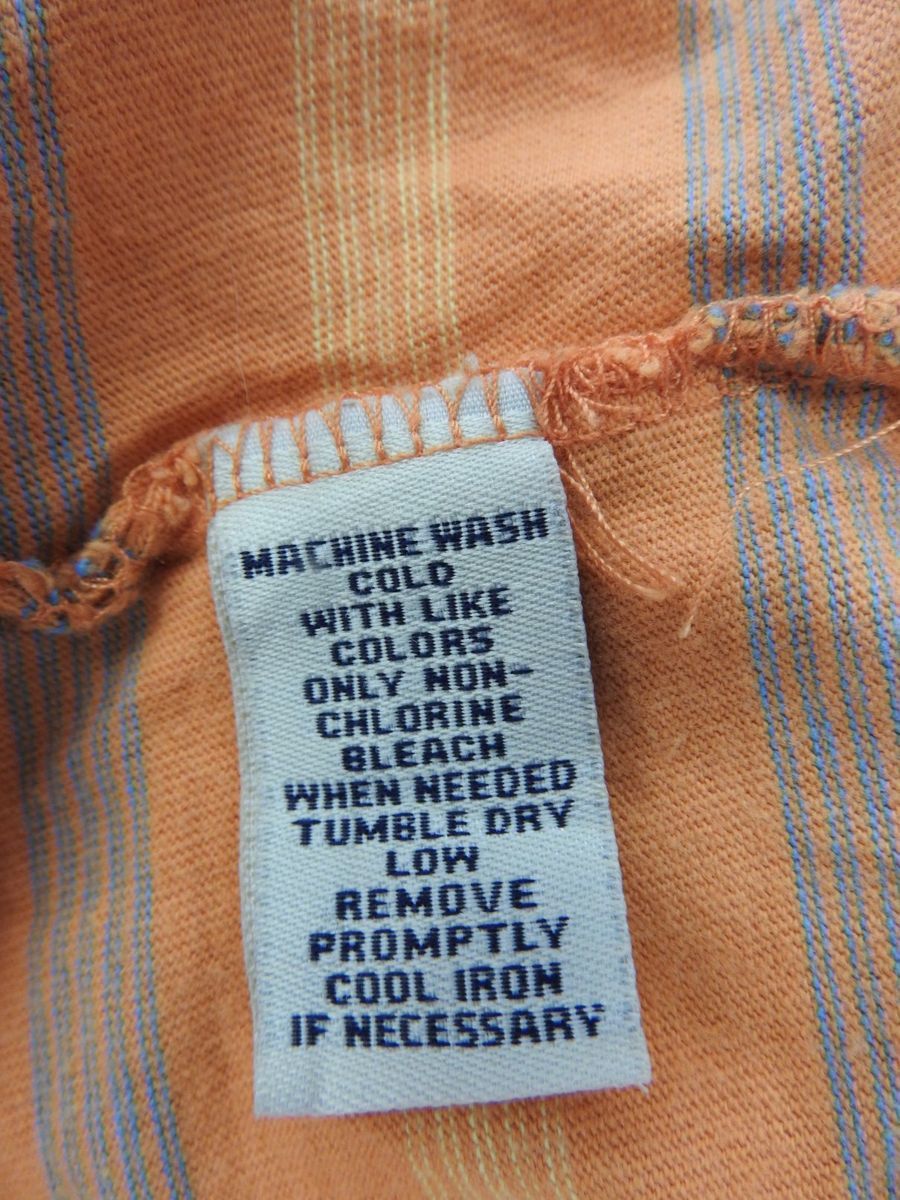 MACHINE WASH
COLD
WITH LIKE
COLORS
ONLY NON-
CHLORINE
BLEACH
WHEN NEEDED
TUMBLE DRY
LOW
REMOVE
PROMPTLY
COOL IRON
IF NECESSARY